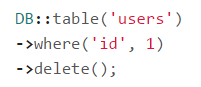 DB::table('users')
->where('id', 1)
->delete();